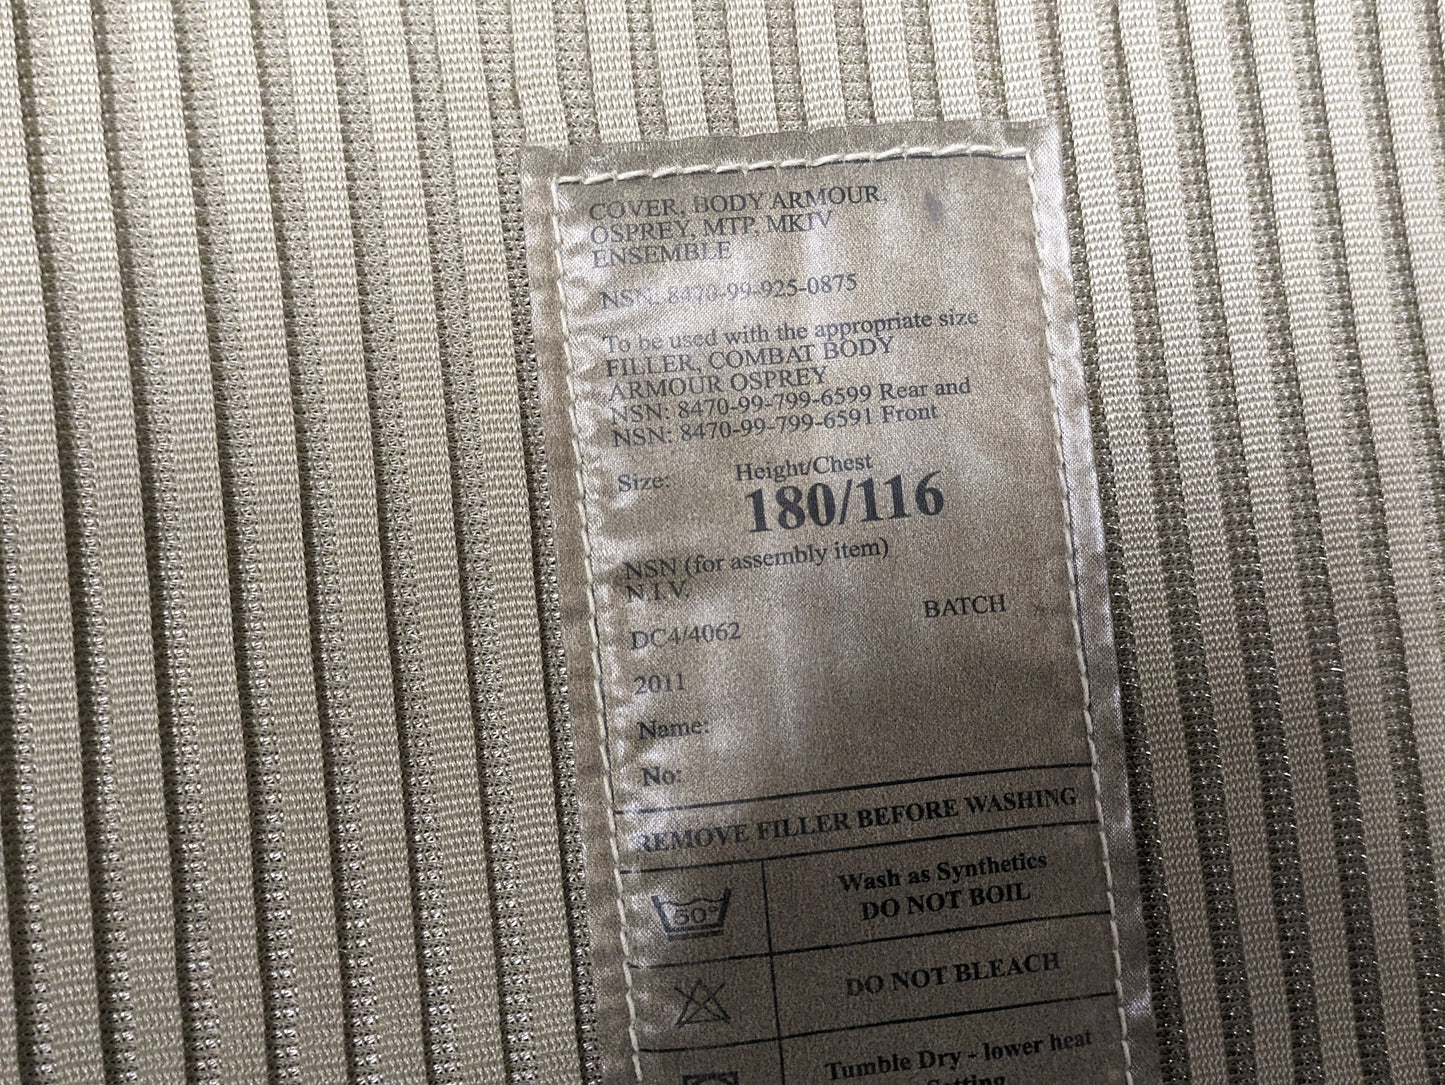 COVER, BODY ARMOUR,
OSPREY, MTP, MKIV
ENSEMBLE
NSN: 8470-99-925-0875
To be used with the appropriate size
FILLER, COMBAT BODY
ARMOUR OSPREY
NSN: 8470-99-799-6599 Rear and
NSN: 8470-99-799-6591 Front
Size: Height/Chest
180/116
NSN (for assembly item)
N.I.V.
BATCH
DC4/4062
2011
Name:
No:
REMOVE FILLER BEFORE WASHING
50°
Wash as Synthetics
DO NOT BOIL
DO NOT BLEACH
Tumble Dry - lower heat
Setting